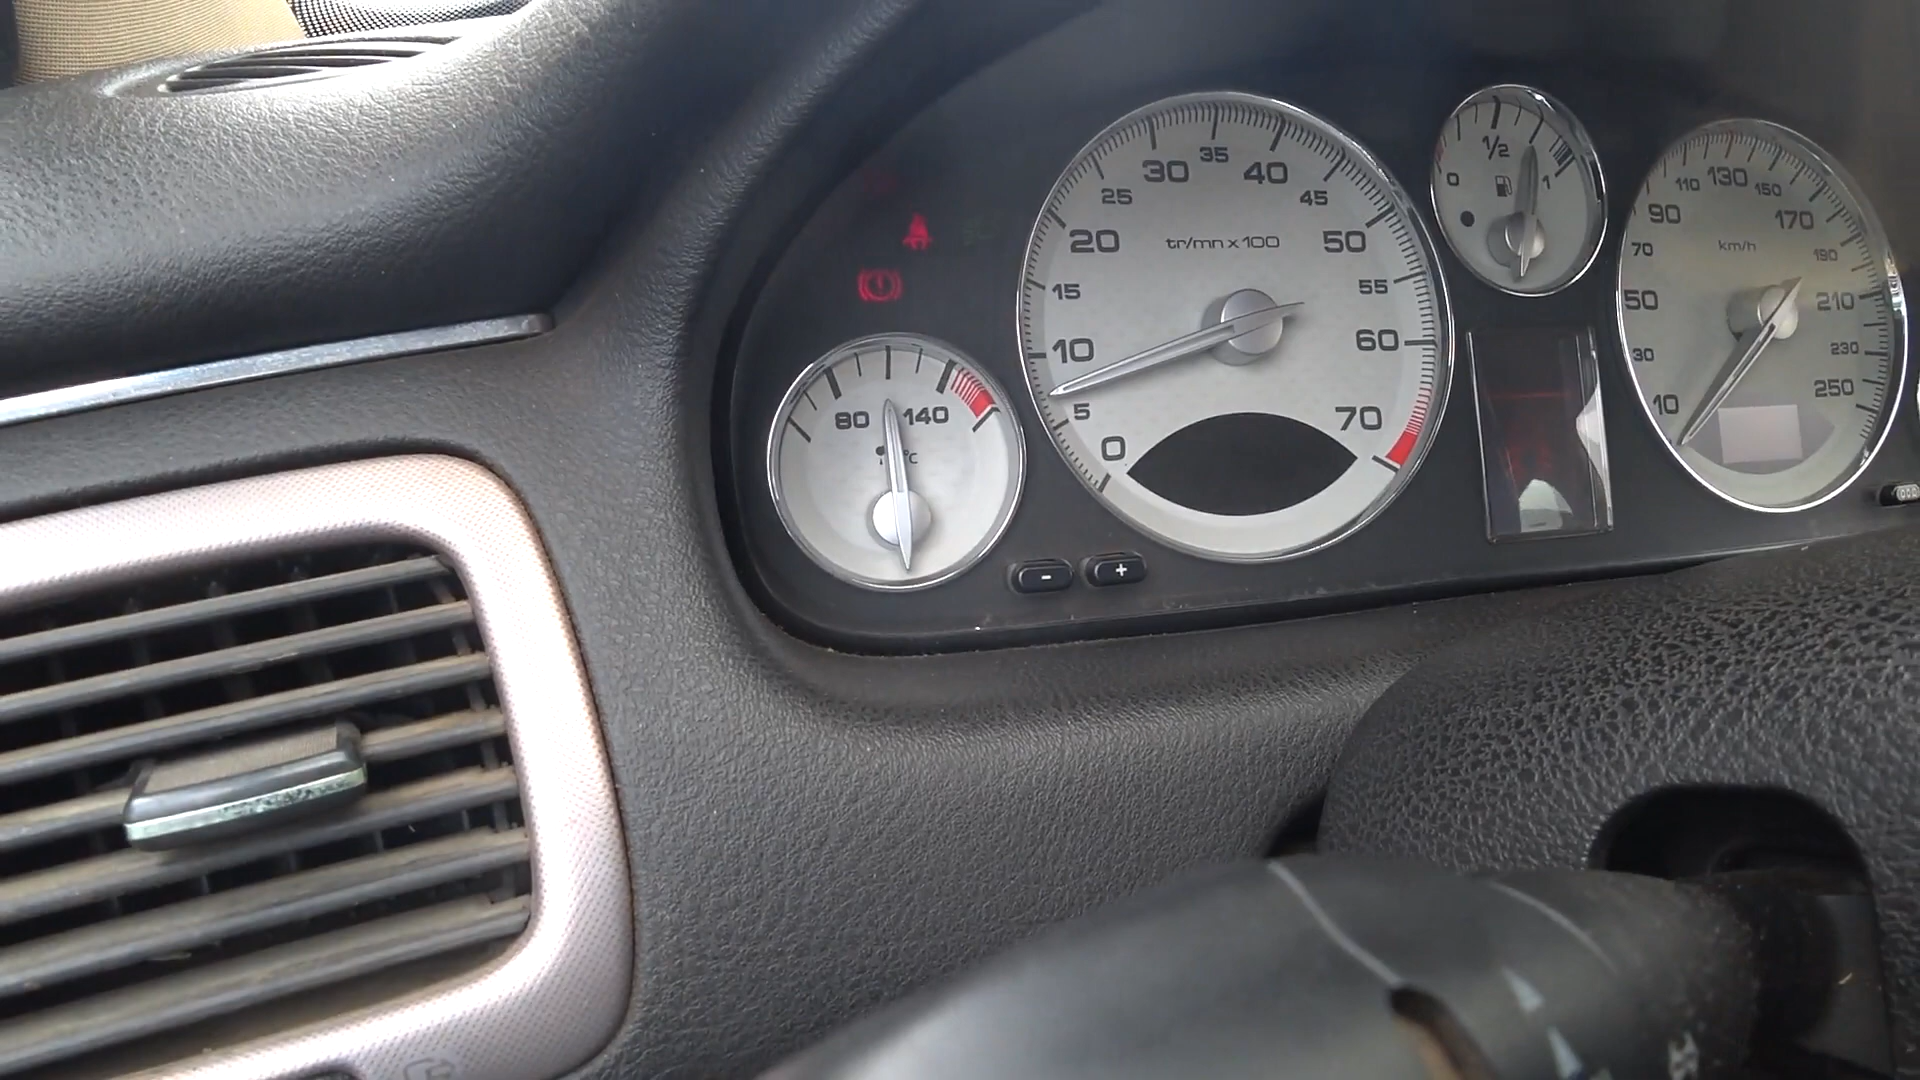 80 140
°C
- +
0 5 10 15 20 25 30 35 40 45 50 55 60 70
tr/mn x 100
0 1/2 1
10 30 50 70 90 110 130 150 170 190 210 230 250
km/h